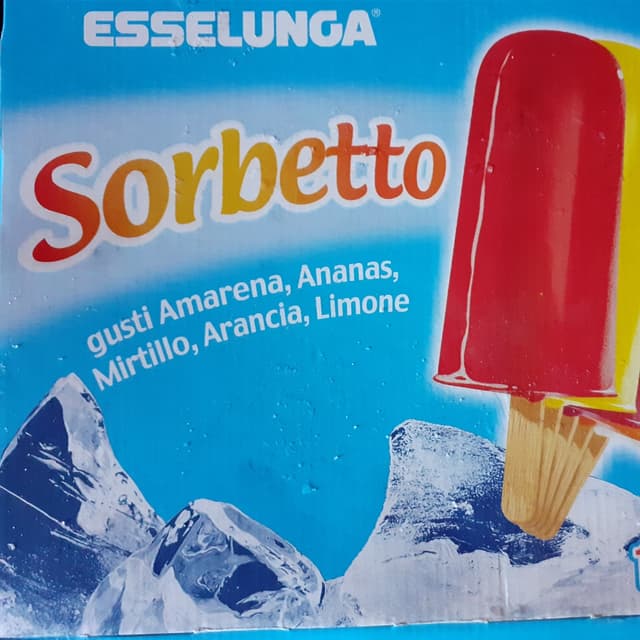 ESSELUNGA®
Sorbetto
gusti Amarena, Ananas,
Mirtillo, Arancia, Limone